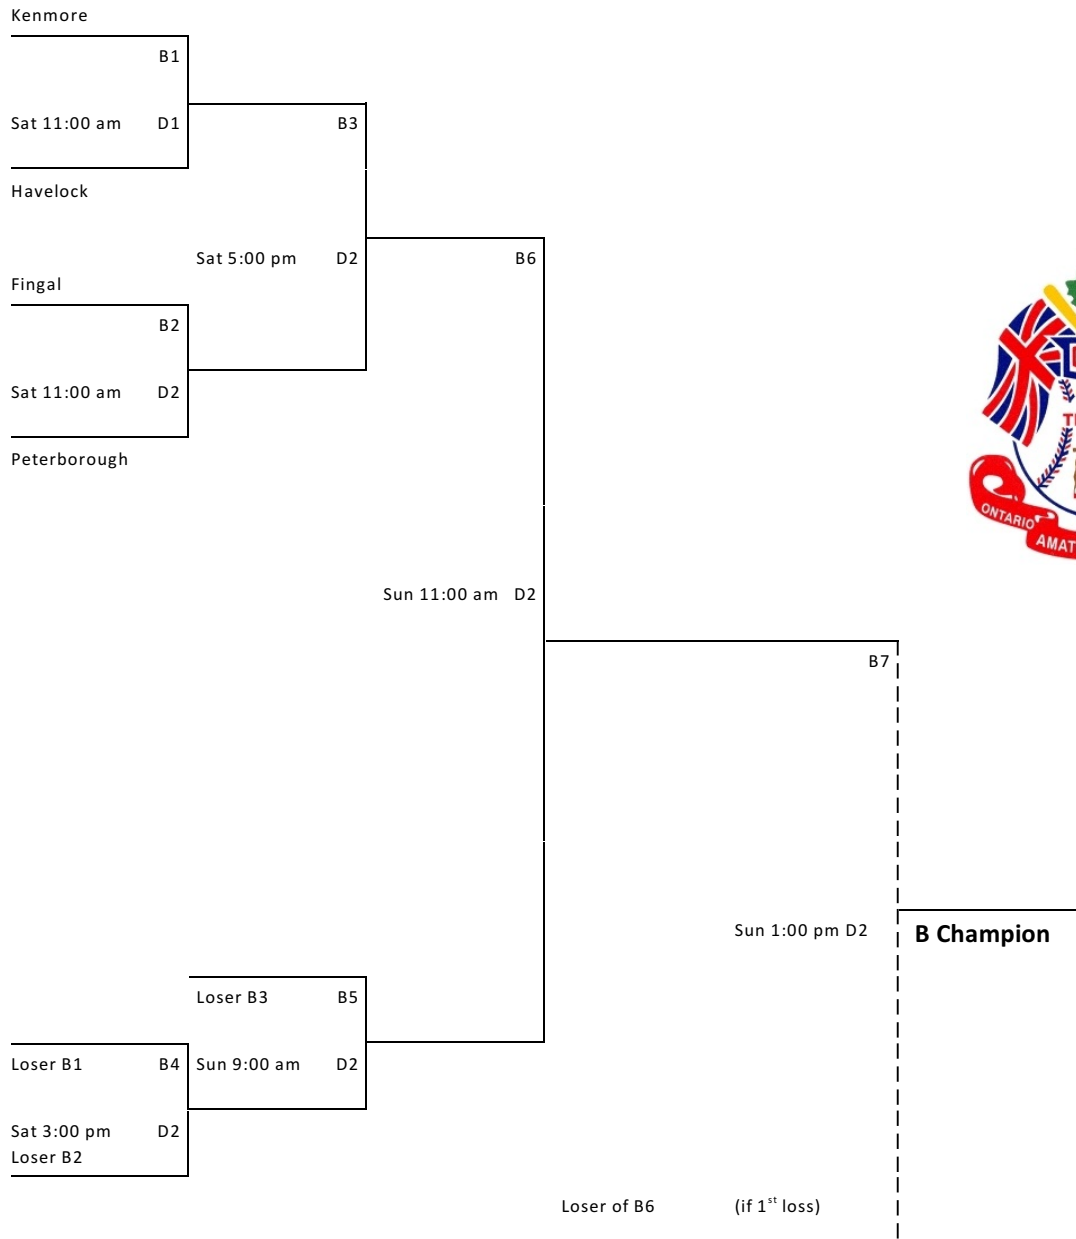 Kenmore
B1
Sat 11:00 am D1
B3
Havelock
Sat 5:00 pm D2
B6
Fingal
B2
Sat 11:00 am D2
Peterborough
ONTARIO
Sun 11:00 am D2
B7
Sun 1:00 pm D2
B Champion
Loser B3 B5
Loser B1 B4
Sun 9:00 am D2
Sat 3:00 pm D2
Loser B2
Loser of B6 (if 1st loss)